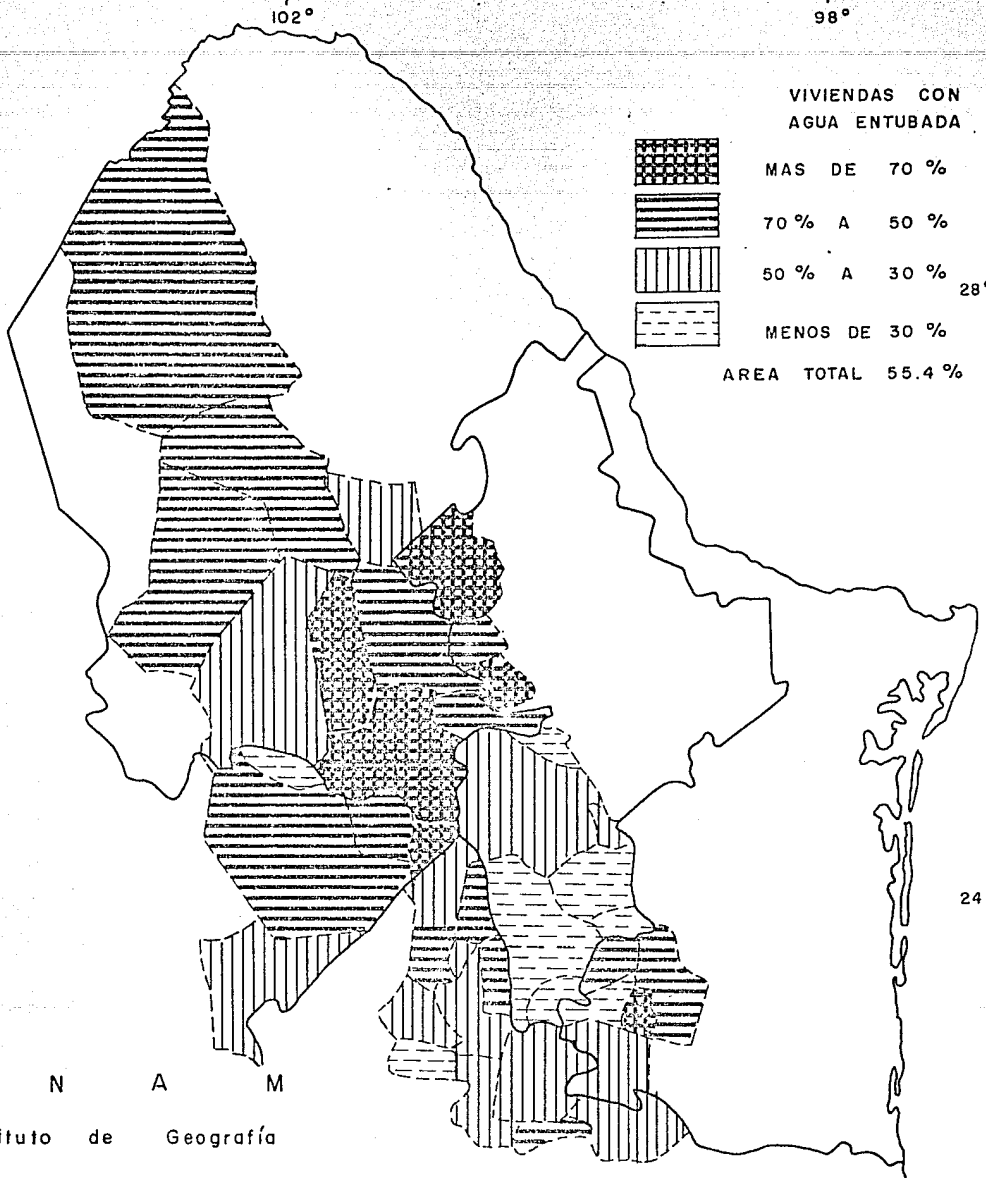 102°
98°
VIVIENDAS CON
AGUA ENTUBADA
MAS DE 70 %
70 % A 50 %
50 % A 30 %
28°
MENOS DE 30 %
AREA TOTAL 55.4 %
24
N A M
de Geografía